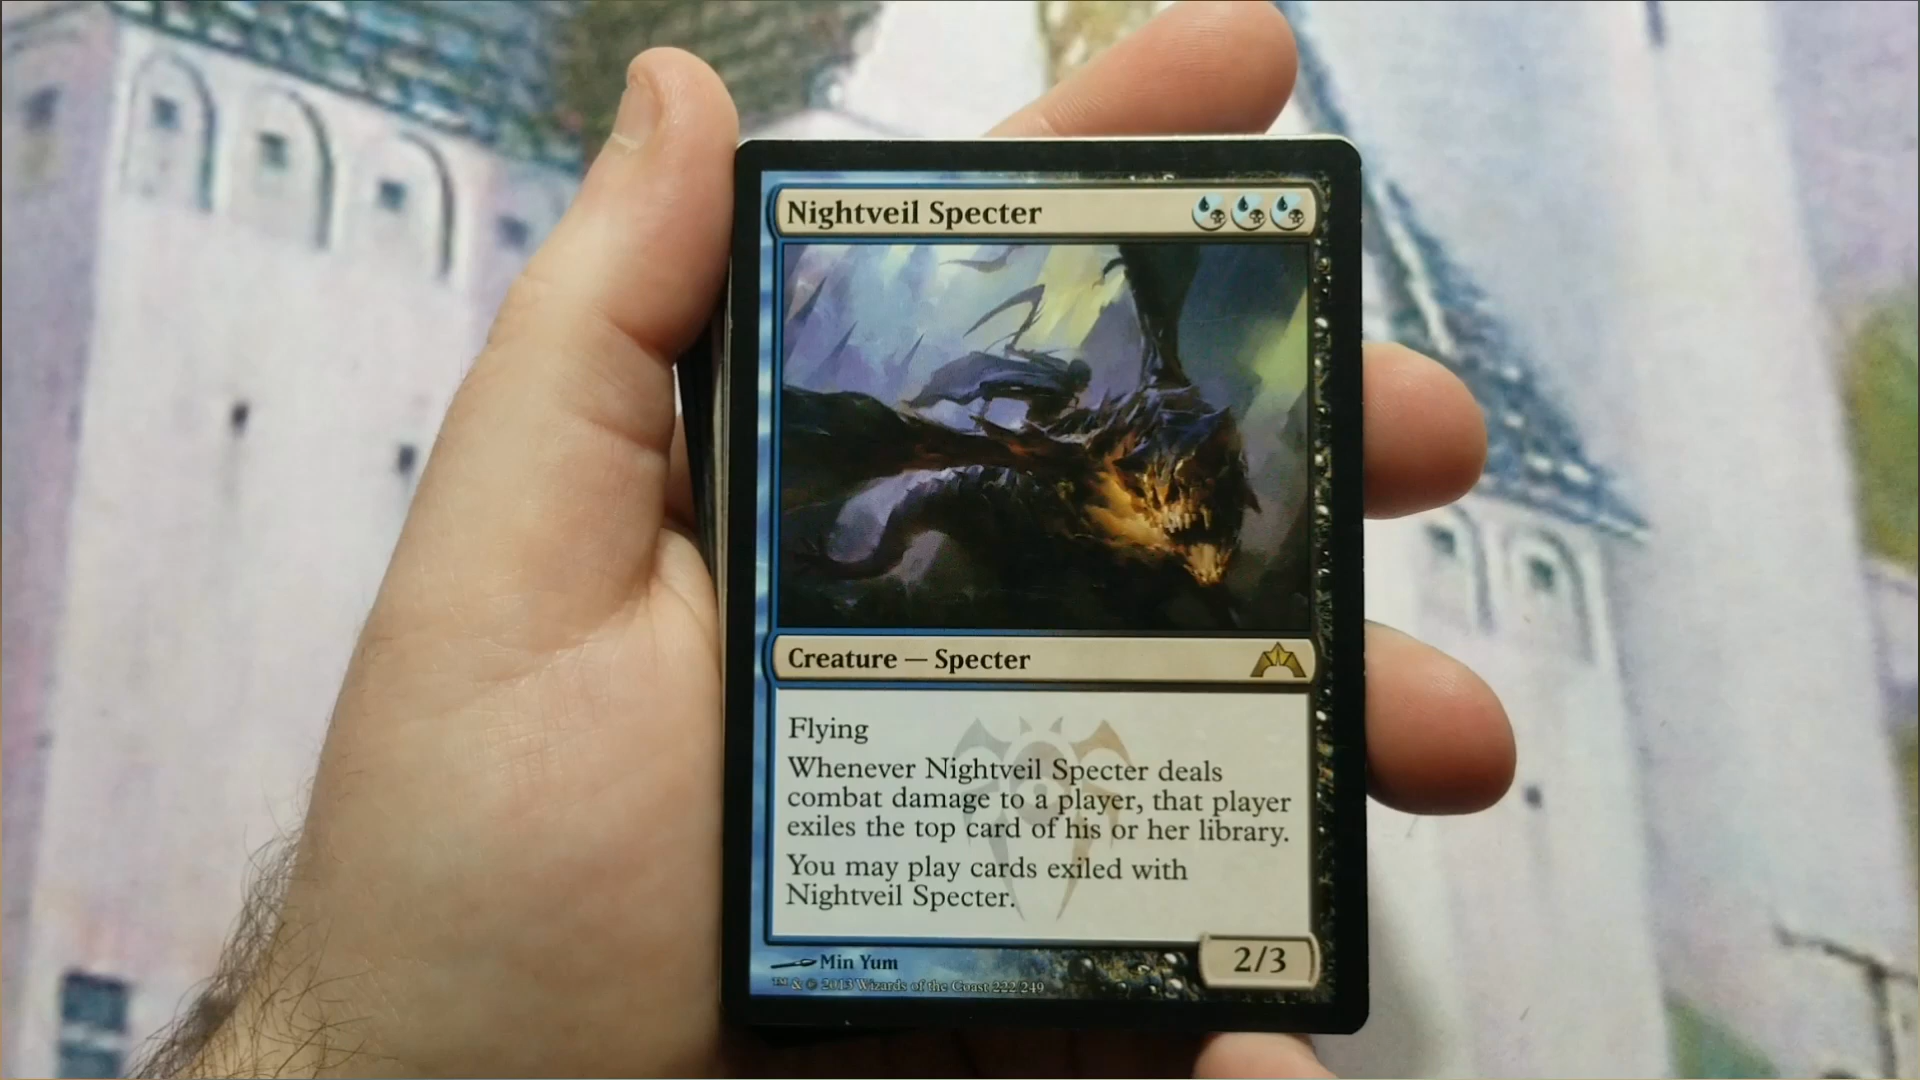 Nightveil Specter
Creature — Specter
Flying
Whenever Nightveil Specter deals
combat damage to a player, that player
exiles the top card of his or her library.
You may play cards exiled with
Nightveil Specter.
2/3
Min Yum
™ & © 2013 Wizards of the Coast 222/249